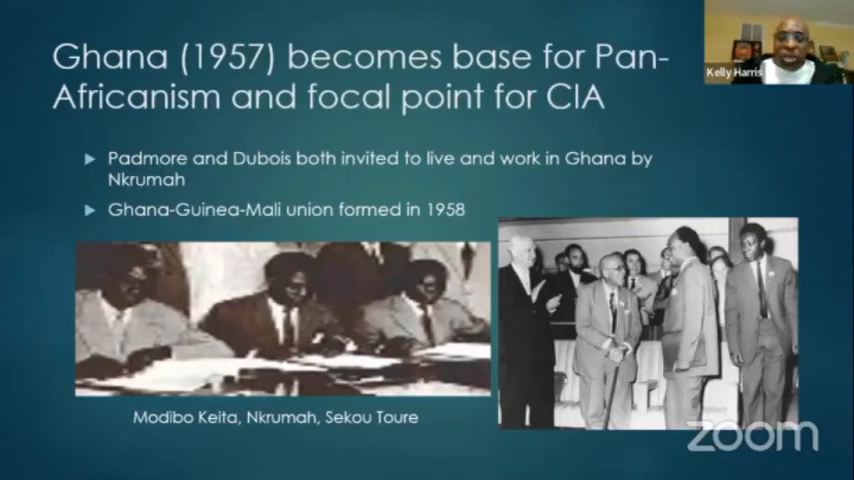 Ghana (1957) becomes base for Pan-
Africanism and focal point for CIA
Kelly Harris
Padmore and Dubois both invited to live and work in Ghana by
Nkrumah
Ghana-Guinea-Mali union formed in 1958
Modibo Keita, Nkrumah, Sekou Toure
zoom